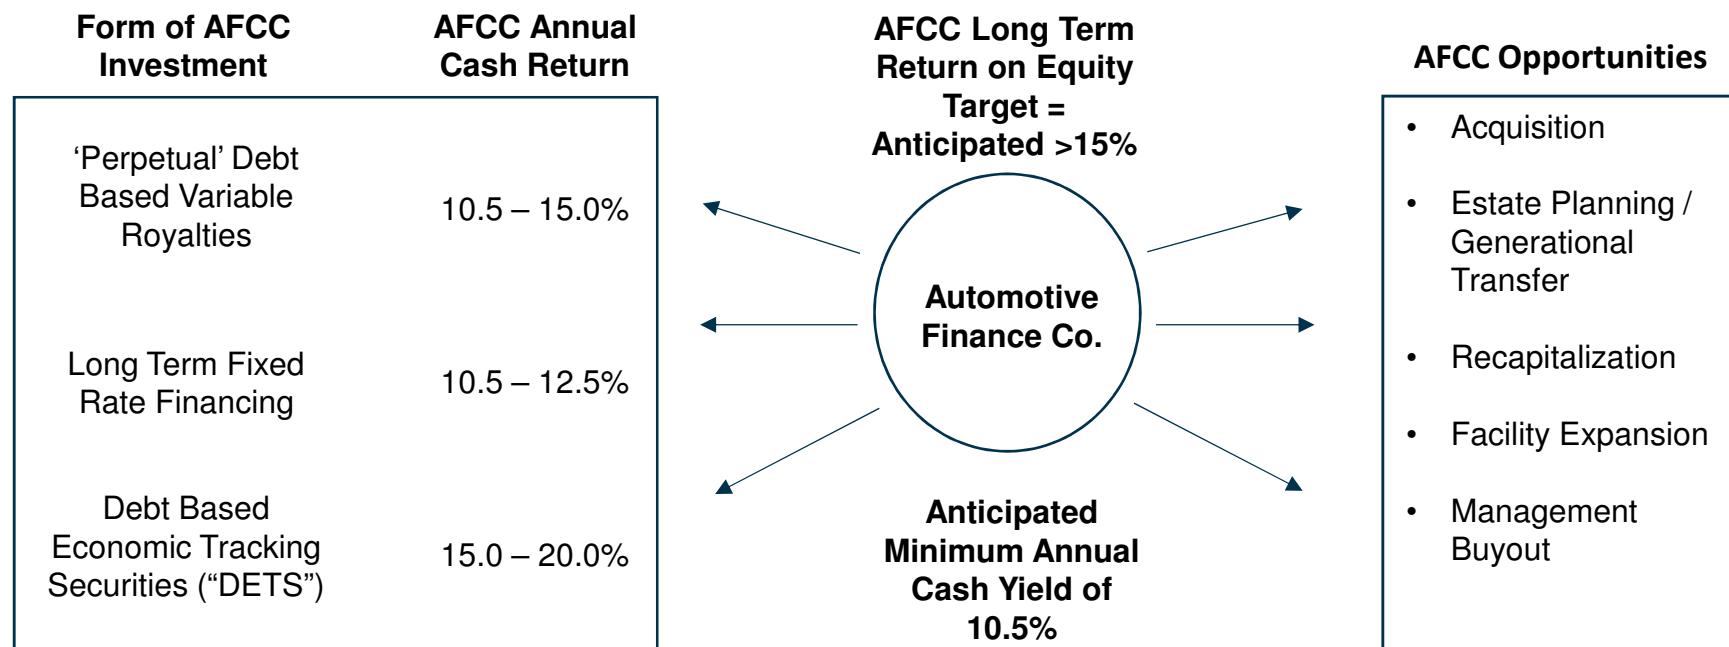 Form of AFCC
Investment
AFCC Annual
Cash Return
‘Perpetual’ Debt
Based Variable
Royalties
10.5 – 15.0%
Long Term Fixed
Rate Financing
10.5 – 12.5%
Debt Based
Economic Tracking
Securities (“DETS”)
15.0 – 20.0%
AFCC Long Term
Return on Equity
Target =
Anticipated >15%
Automotive
Finance Co.
Anticipated
Minimum Annual
Cash Yield of
10.5%
AFCC Opportunities
• Acquisition
• Estate Planning /
Generational
Transfer
• Recapitalization
• Facility Expansion
• Management
Buyout